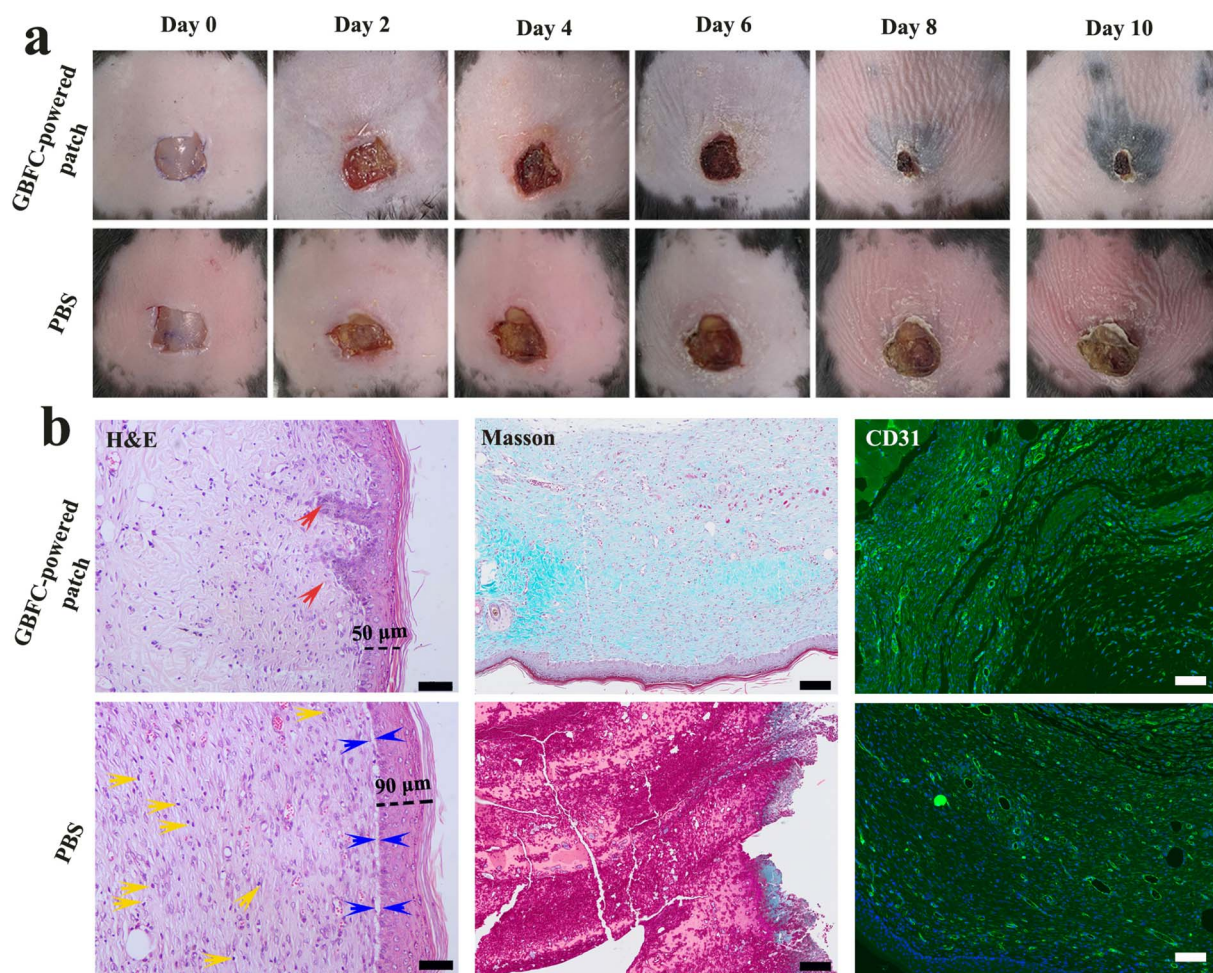 a
Day 0
Day 2
Day 4
Day 6
Day 8
Day 10
GBFC-powered
patch
PBS
b
H&E
Masson
CD31
GBFC-powered
patch
50 µm
PBS
90 µm